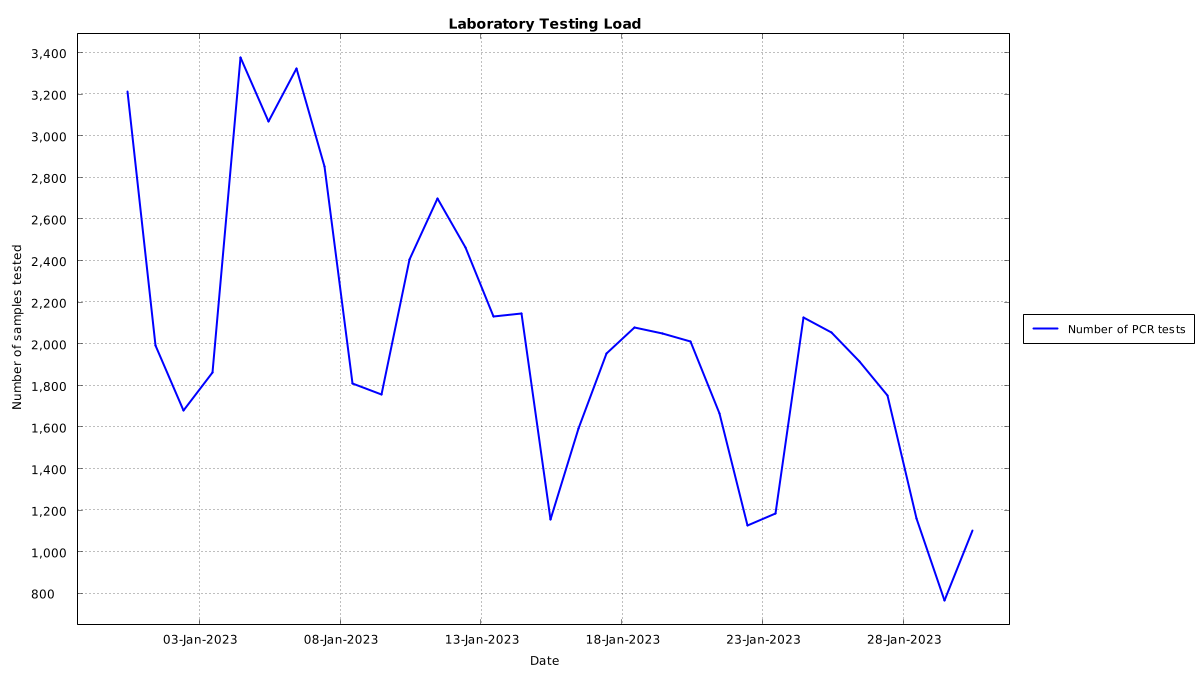 Laboratory Testing Load
3,400
3,200
3,000
2,800
2,600
2,400
2,200
2,000
1,800
1,600
1,400
1,200
1,000
800
Number of samples tested
03-Jan-2023 08-Jan-2023 13-Jan-2023 18-Jan-2023 23-Jan-2023 28-Jan-2023
Date
Number of PCR tests